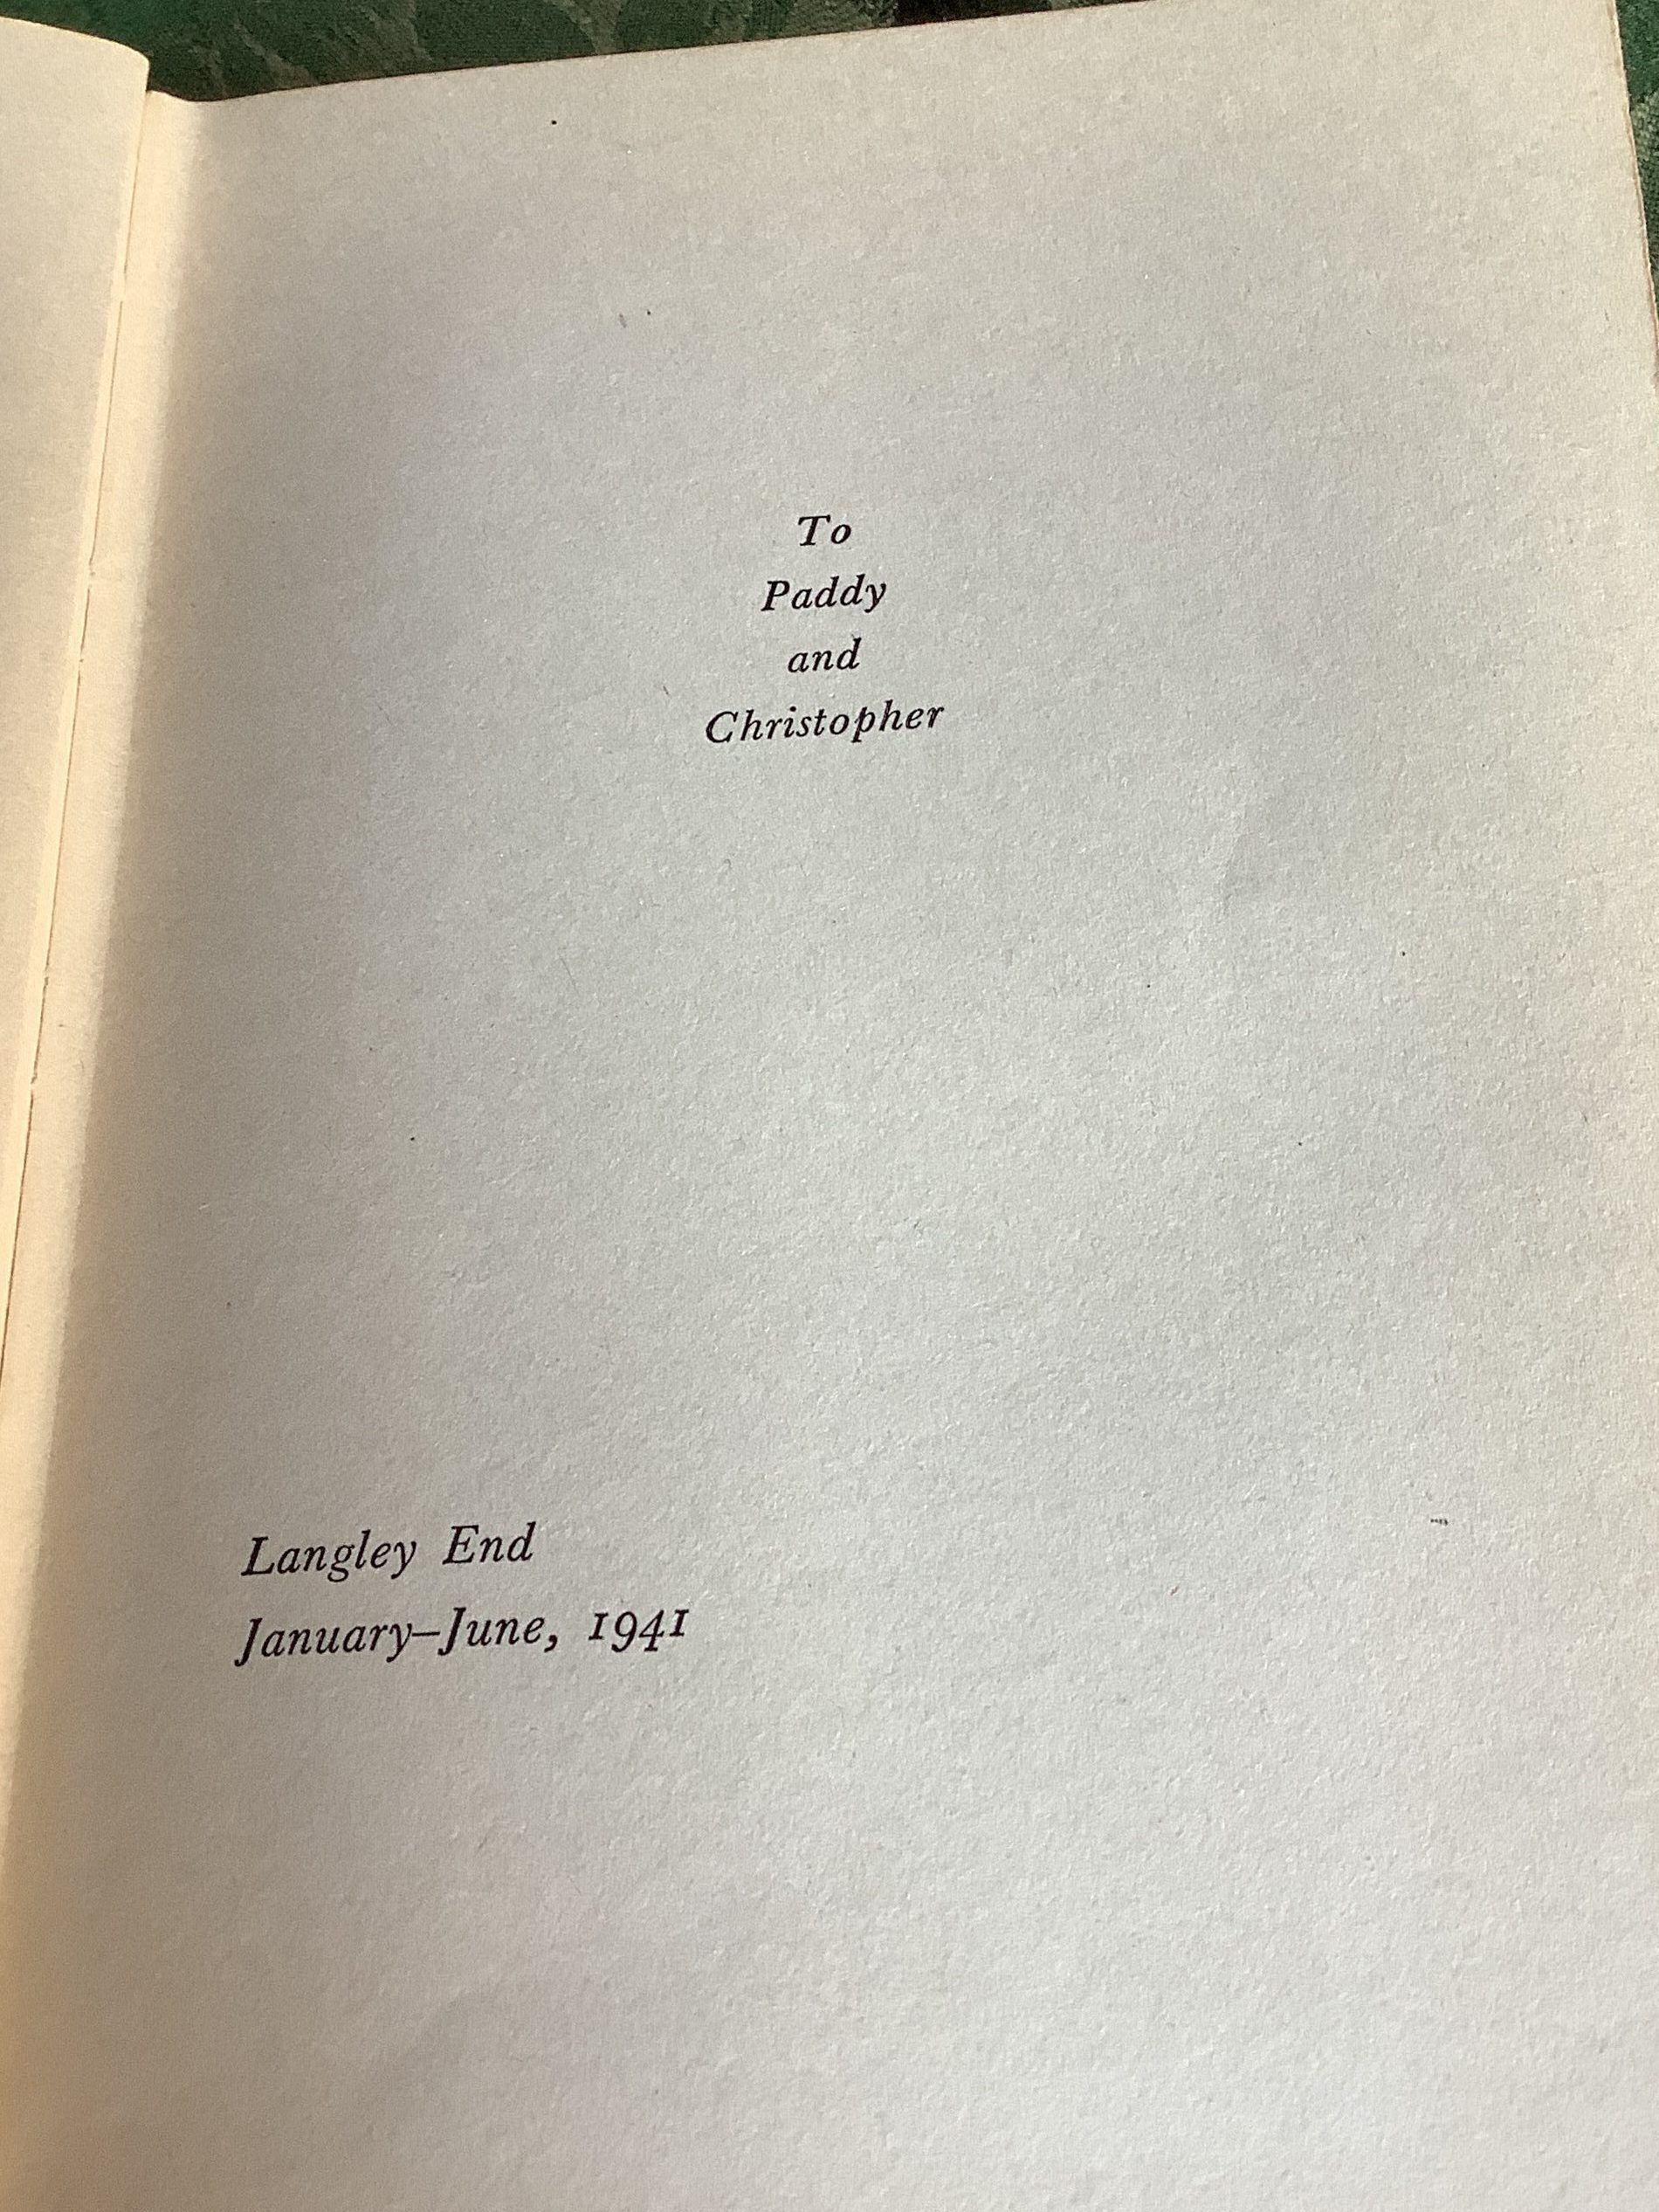 To
Paddy
and
Christopher
Langley End
January–June, 1941